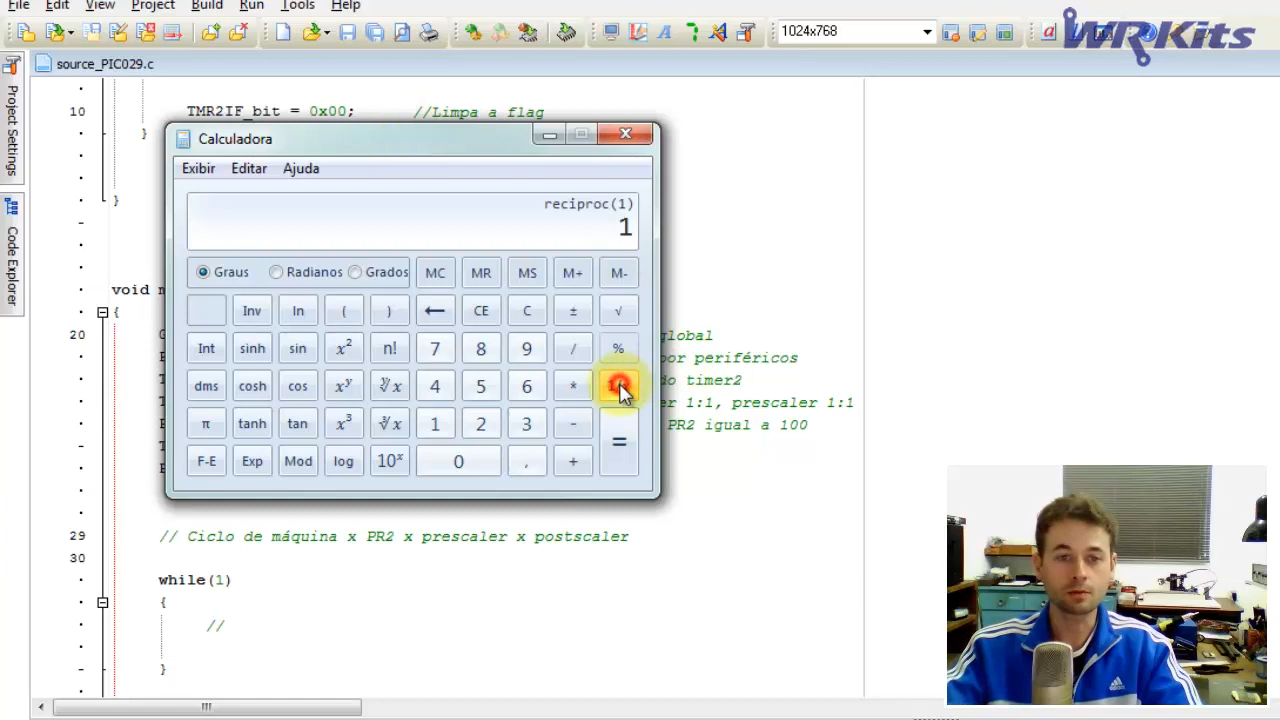 File Edit View Project Build Run Tools Help
1024x768
WRKits
source_PIC029.c
Project Settings
Code Explorer
10 TMR2IF_bit = 0x00; //Limpa a flag
}
}
Calculadora
Exibir Editar Ajuda
reciproc(1)
1
Graus Radianos Grados MC MR MS M+ M-
Inv In ( ) ← CE C ± √
Int sinh sin x² n! 7 8 9 / %
dms cosh cos xʸ ʸ√x 4 5 6 *
π tanh tan x³ ³√x 1 2 3 - =
F-E Exp Mod log 10ˣ 0 , +
void
{
20 global
por periféricos
do timer2
1:1, prescaler 1:1
PR2 igual a 100
29 // Ciclo de máquina x PR2 x prescaler x postscaler
30
while(1)
{
//
}
adidas